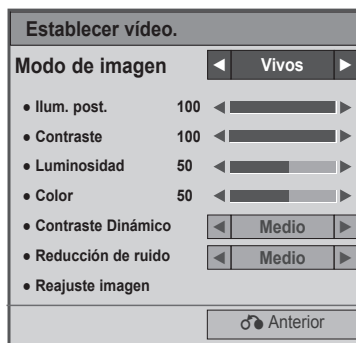 Establecer vídeo.
Modo de imagen ◀ Vivos ▶
● Ilum. post. 100
● Contraste 100
● Luminosidad 50
● Color 50
● Contraste Dinámico ◀ Medio ▶
● Reducción de ruido ◀ Medio ▶
● Reajuste imagen
Anterior